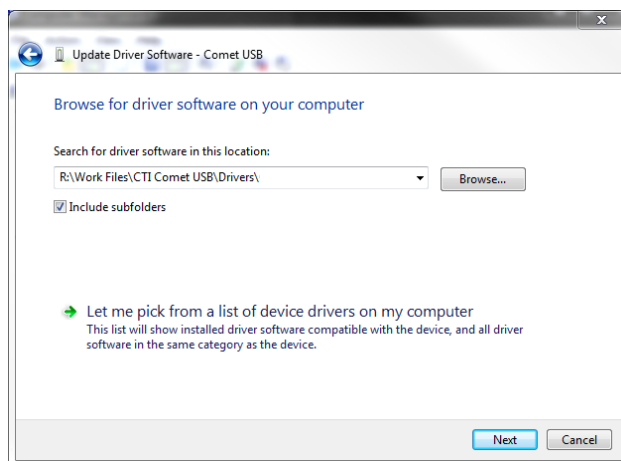 Update Driver Software - Comet USB
Browse for driver software on your computer
Search for driver software in this location:
R:\Work Files\CTI Comet USB\Drivers\
Browse...
Include subfolders
Let me pick from a list of device drivers on my computer
This list will show installed driver software compatible with the device, and all driver
software in the same category as the device.
Next
Cancel